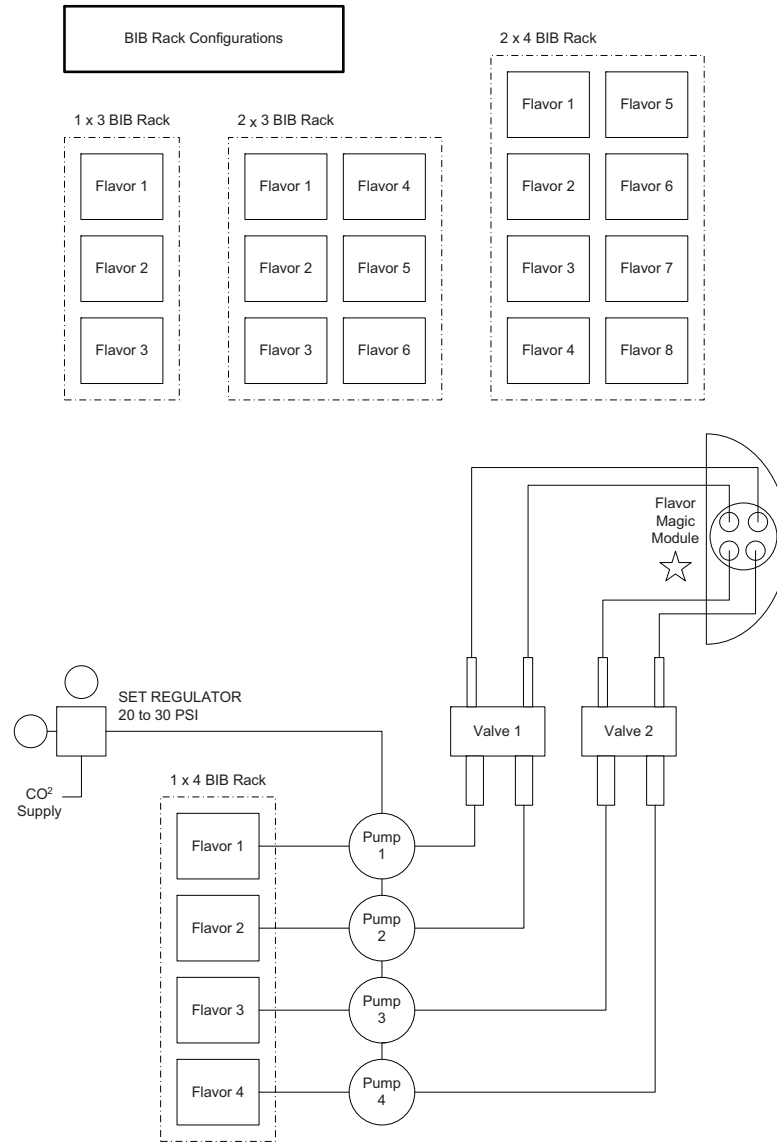 BIB Rack Configurations
2 x 4 BIB Rack
Flavor 1
Flavor 5
Flavor 2
Flavor 6
Flavor 3
Flavor 7
Flavor 4
Flavor 8
1 x 3 BIB Rack
Flavor 1
Flavor 2
Flavor 3
2 x 3 BIB Rack
Flavor 1
Flavor 4
Flavor 2
Flavor 5
Flavor 3
Flavor 6
Flavor
Magic
Module
SET REGULATOR
20 to 30 PSI
Valve 1
Valve 2
CO²
Supply
1 x 4 BIB Rack
Flavor 1
Pump
1
Flavor 2
Pump
2
Flavor 3
Pump
3
Flavor 4
Pump
4